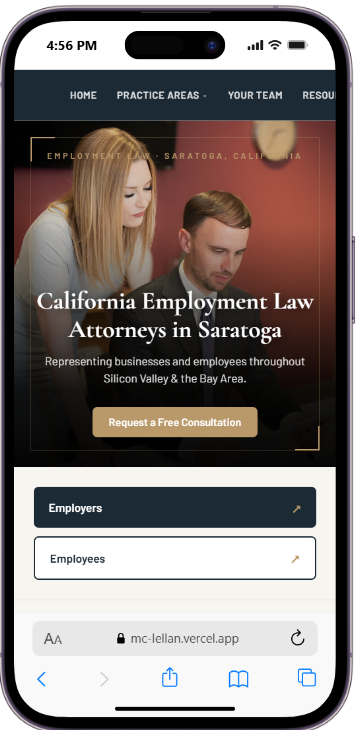 4:56 PM
HOME PRACTICE AREAS YOUR TEAM RESOU
EMPLOYMENT LAW · SARATOGA, CALIFORNIA
California Employment Law
Attorneys in Saratoga
Representing businesses and employees throughout
Silicon Valley & the Bay Area.
Request a Free Consultation
Employers ↗
Employees ↗
AA mc-lellan.vercel.app